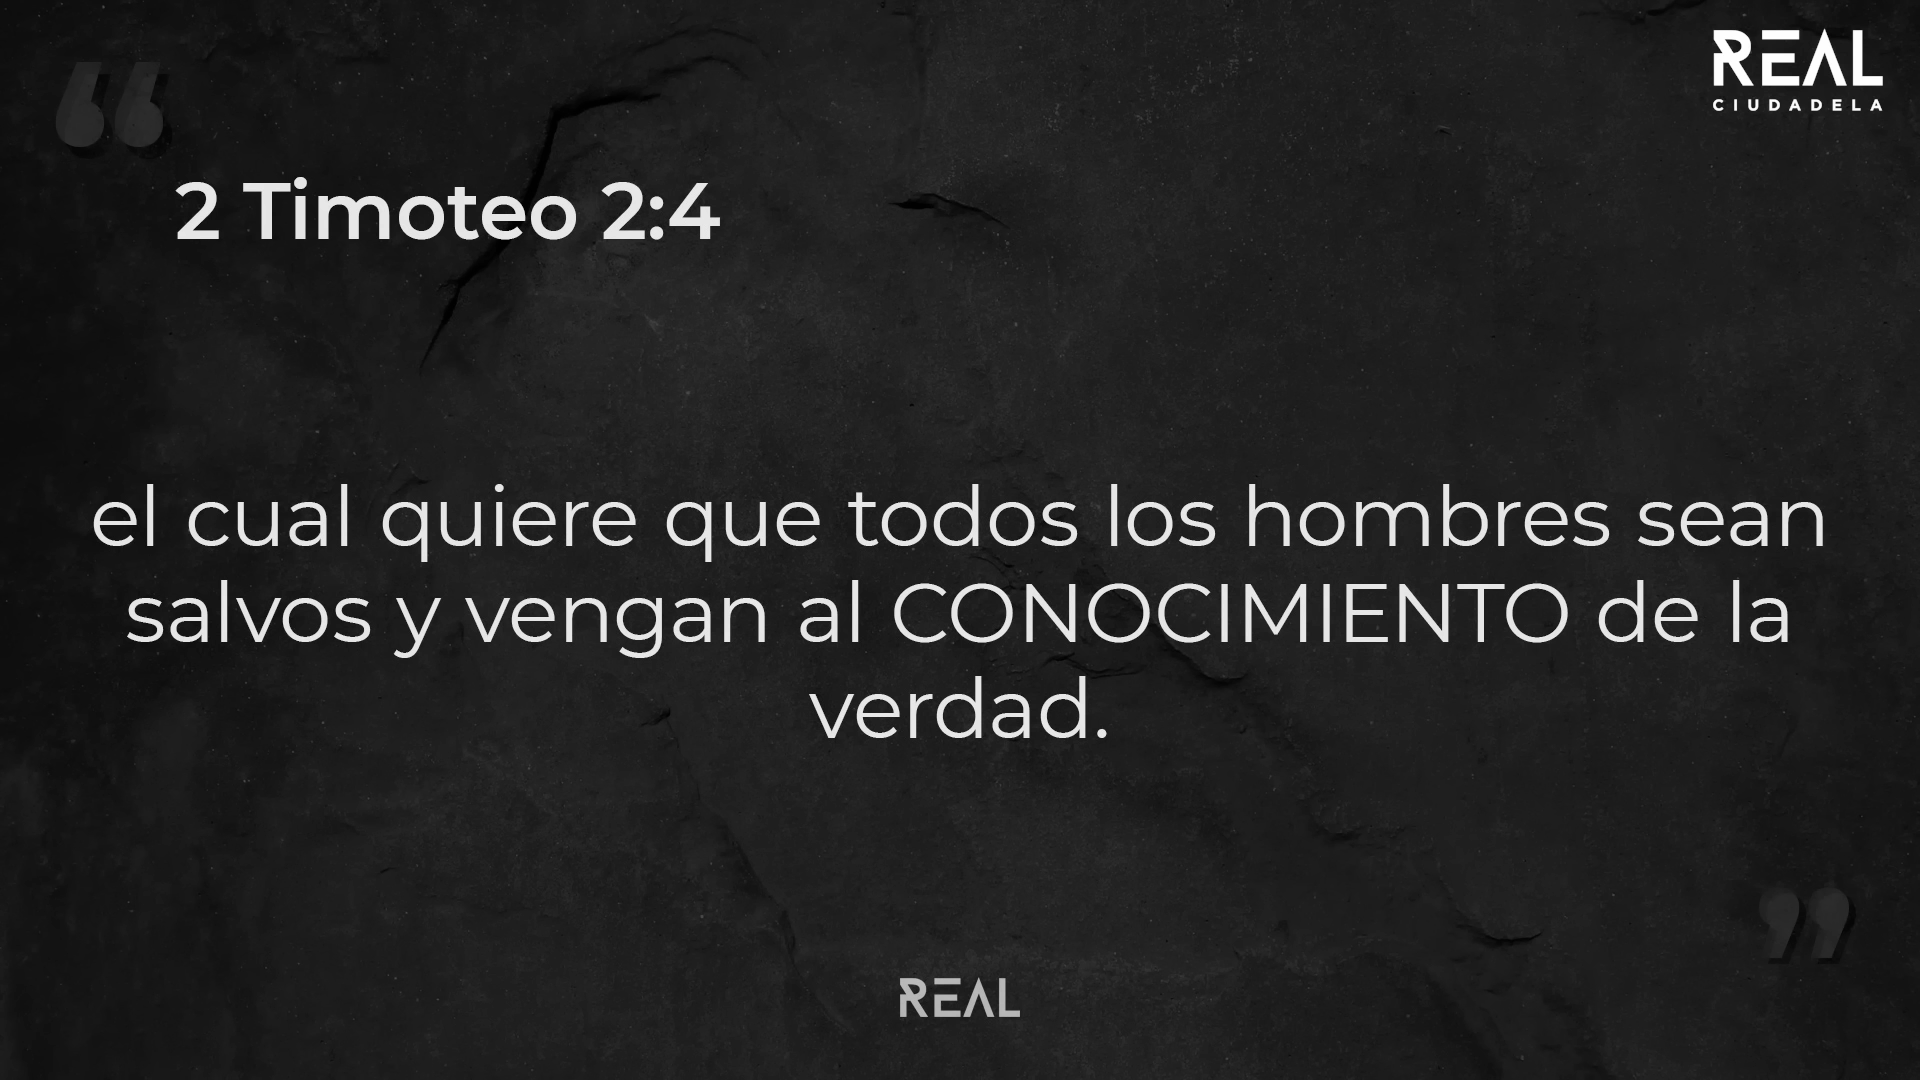 REAL
CIUDADELA
2 Timoteo 2:4
el cual quiere que todos los hombres sean
salvos y vengan al CONOCIMIENTO de la
verdad.
REAL